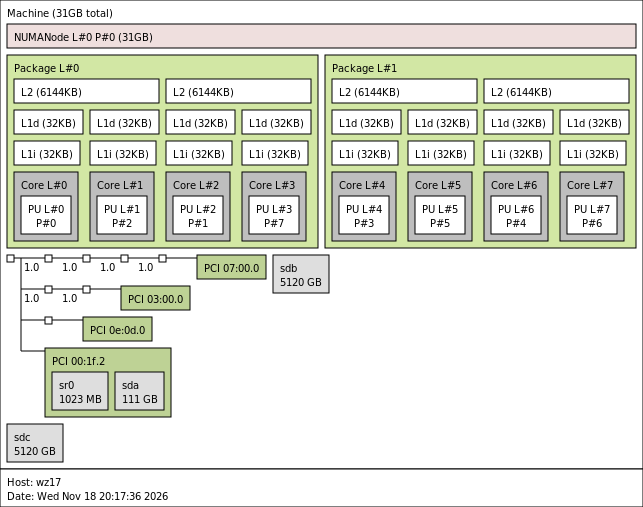 Machine (31GB total)
NUMANode L#0 P#0 (31GB)
Package L#0
L2 (6144KB) L2 (6144KB)
L1d (32KB) L1d (32KB) L1d (32KB) L1d (32KB)
L1i (32KB) L1i (32KB) L1i (32KB) L1i (32KB)
Core L#0 Core L#1 Core L#2 Core L#3
PU L#0 PU L#1 PU L#2 PU L#3
P#0 P#2 P#1 P#7
Package L#1
L2 (6144KB) L2 (6144KB)
L1d (32KB) L1d (32KB) L1d (32KB) L1d (32KB)
L1i (32KB) L1i (32KB) L1i (32KB) L1i (32KB)
Core L#4 Core L#5 Core L#6 Core L#7
PU L#4 PU L#5 PU L#6 PU L#7
P#3 P#5 P#4 P#6
1.0 1.0 1.0 1.0 PCI 07:00.0
sdb
5120 GB
1.0 1.0 PCI 03:00.0
PCI 0e:0d.0
PCI 00:1f.2
sr0 sda
1023 MB 111 GB
sdc
5120 GB
Host: wz17
Date: Wed Nov 18 20:17:36 2026